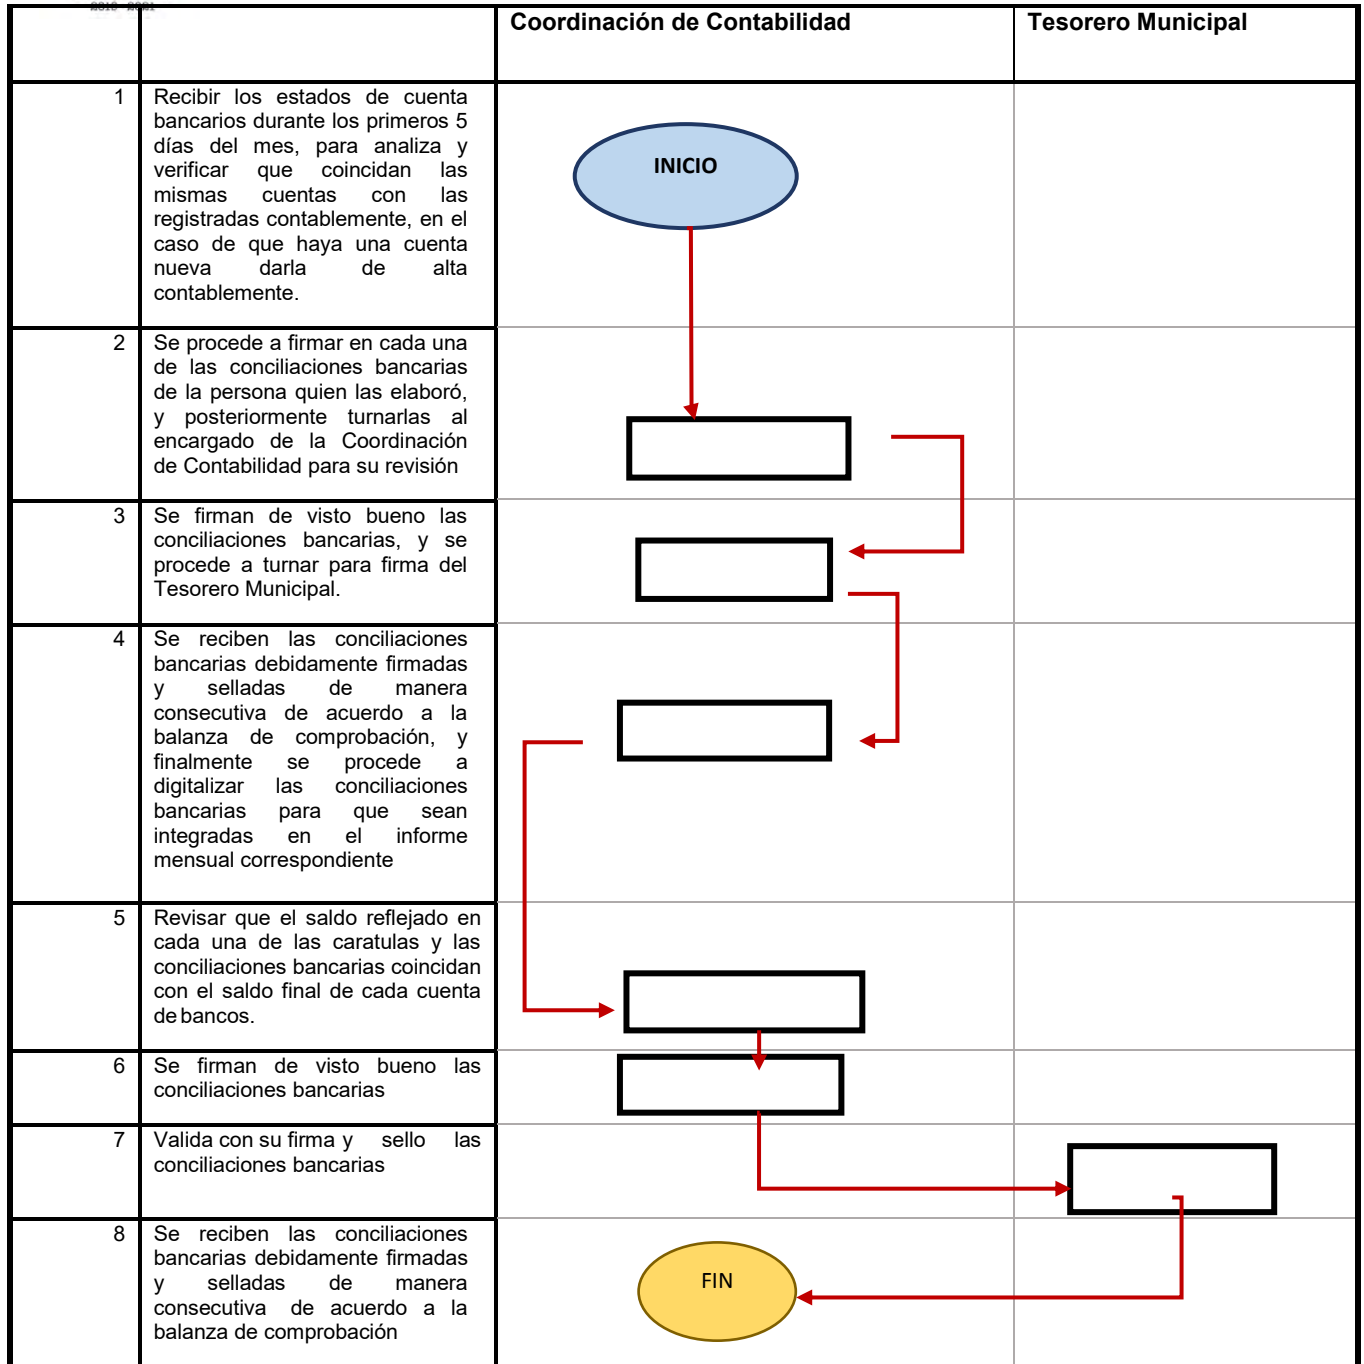 Coordinación de Contabilidad
Tesorero Municipal
1
Recibir los estados de cuenta
bancarios durante los primeros 5
días del mes, para analiza y
verificar que coincidan las
mismas cuentas con las
registradas contablemente, en el
caso de que haya una cuenta
nueva darla de alta
contablemente.
INICIO
2
Se procede a firmar en cada una
de las conciliaciones bancarias
de la persona quien las elaboró,
y posteriormente turnarlas al
encargado de la Coordinación
de Contabilidad para su revisión
3
Se firman de visto bueno las
conciliaciones bancarias, y se
procede a turnar para firma del
Tesorero Municipal.
4
Se reciben las conciliaciones
bancarias debidamente firmadas
y selladas de manera
consecutiva de acuerdo a la
balanza de comprobación, y
finalmente se procede a
digitalizar las conciliaciones
bancarias para que sean
integradas en el informe
mensual correspondiente
5
Revisar que el saldo reflejado en
cada una de las caratulas y las
conciliaciones bancarias coincidan
con el saldo final de cada cuenta
de bancos.
6
Se firman de visto bueno las
conciliaciones bancarias
7
Valida con su firma y sello las
conciliaciones bancarias
8
Se reciben las conciliaciones
bancarias debidamente firmadas
y selladas de manera
consecutiva de acuerdo a la
balanza de comprobación
FIN